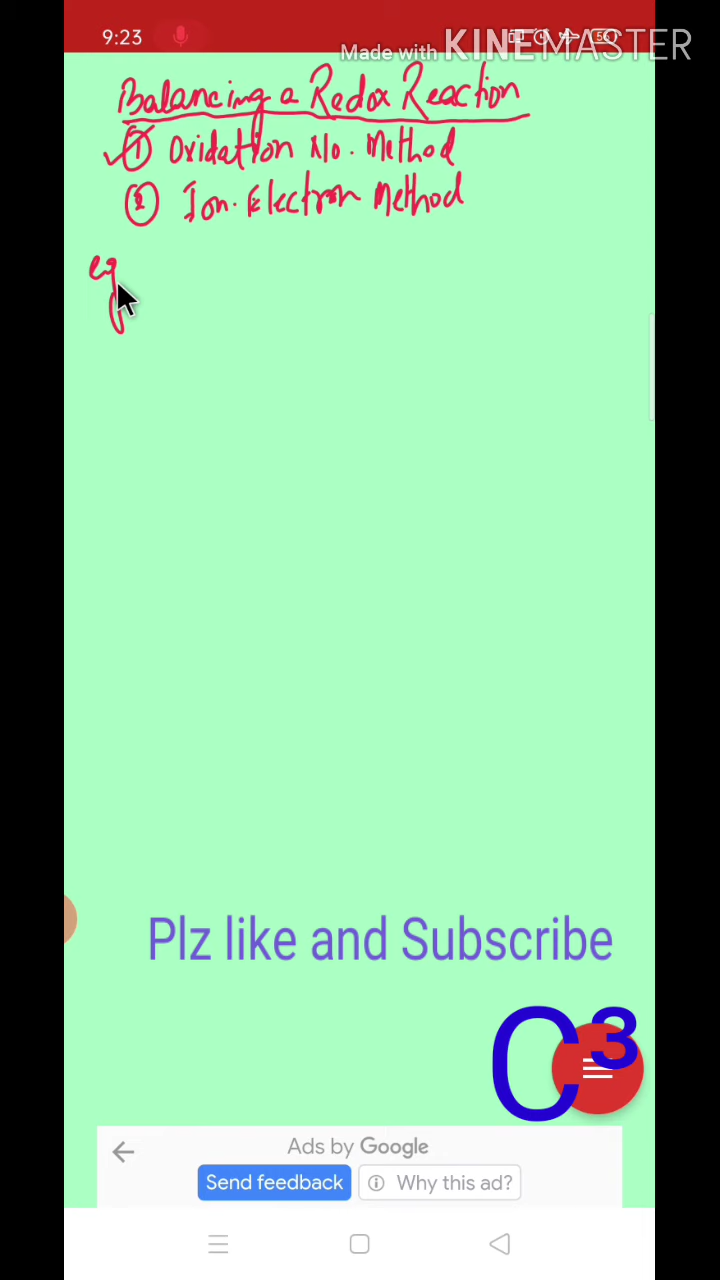 9:23
Made with KINEMASTER
Balancing a Redox Reaction
① Oxidation No. Method
② Ion. Electron Method
eg
Plz like and Subscribe
C³
Ads by Google
Send feedback
Why this ad?